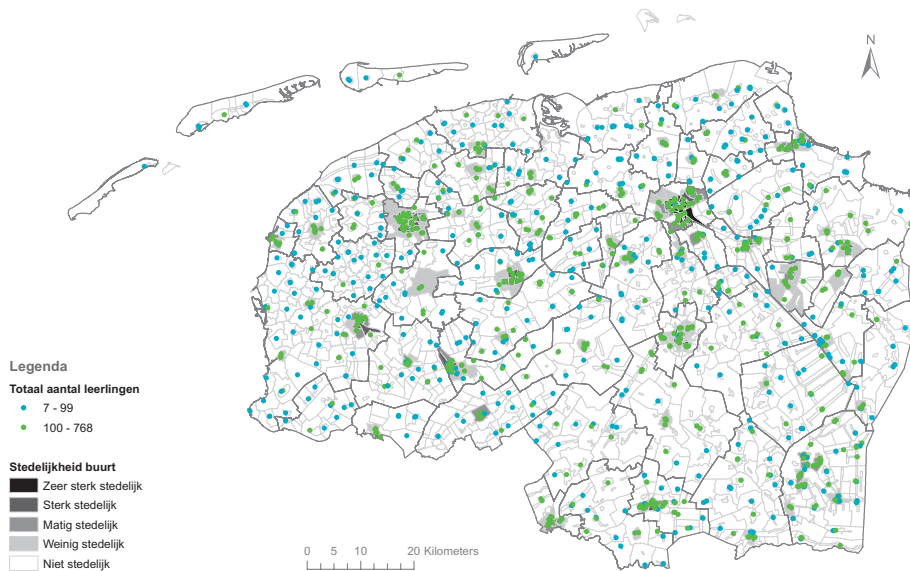 N
Legenda
Totaal aantal leerlingen
7 - 99
100 - 768
Stedelijkheid buurt
Zeer sterk stedelijk
Sterk stedelijk
Matig stedelijk
Weinig stedelijk
Niet stedelijk
0 5 10 20 Kilometers